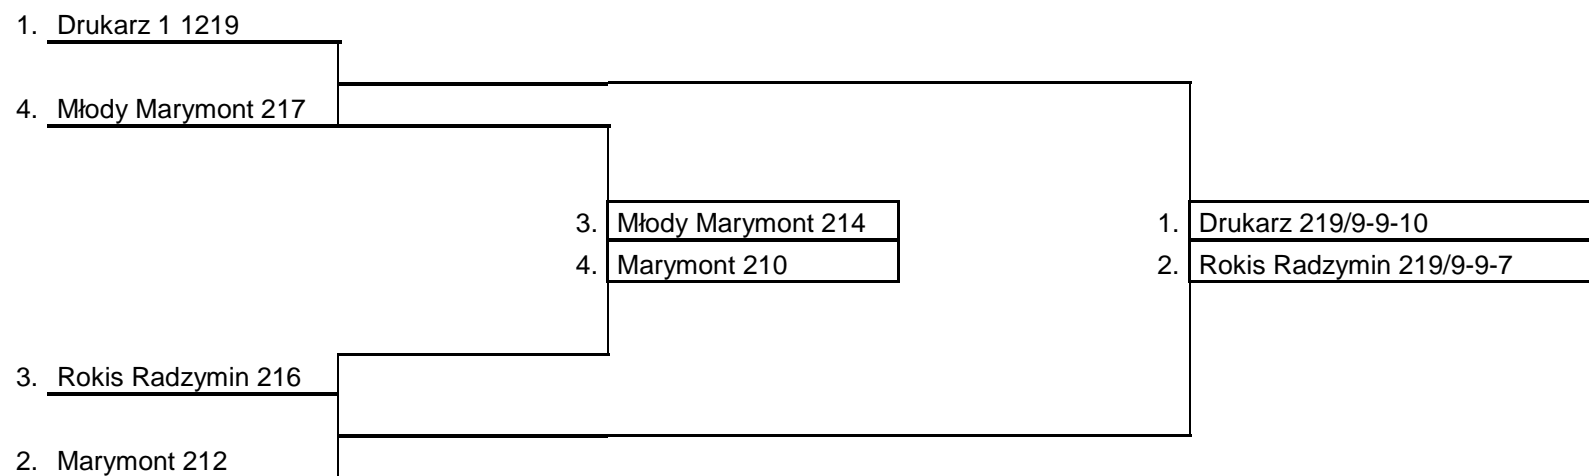 1. Drukarz 1 1219
4. Młody Marymont 217
3. Młody Marymont 214
1. Drukarz 219/9-9-10
4. Marymont 210
2. Rokis Radzymin 219/9-9-7
3. Rokis Radzymin 216
2. Marymont 212